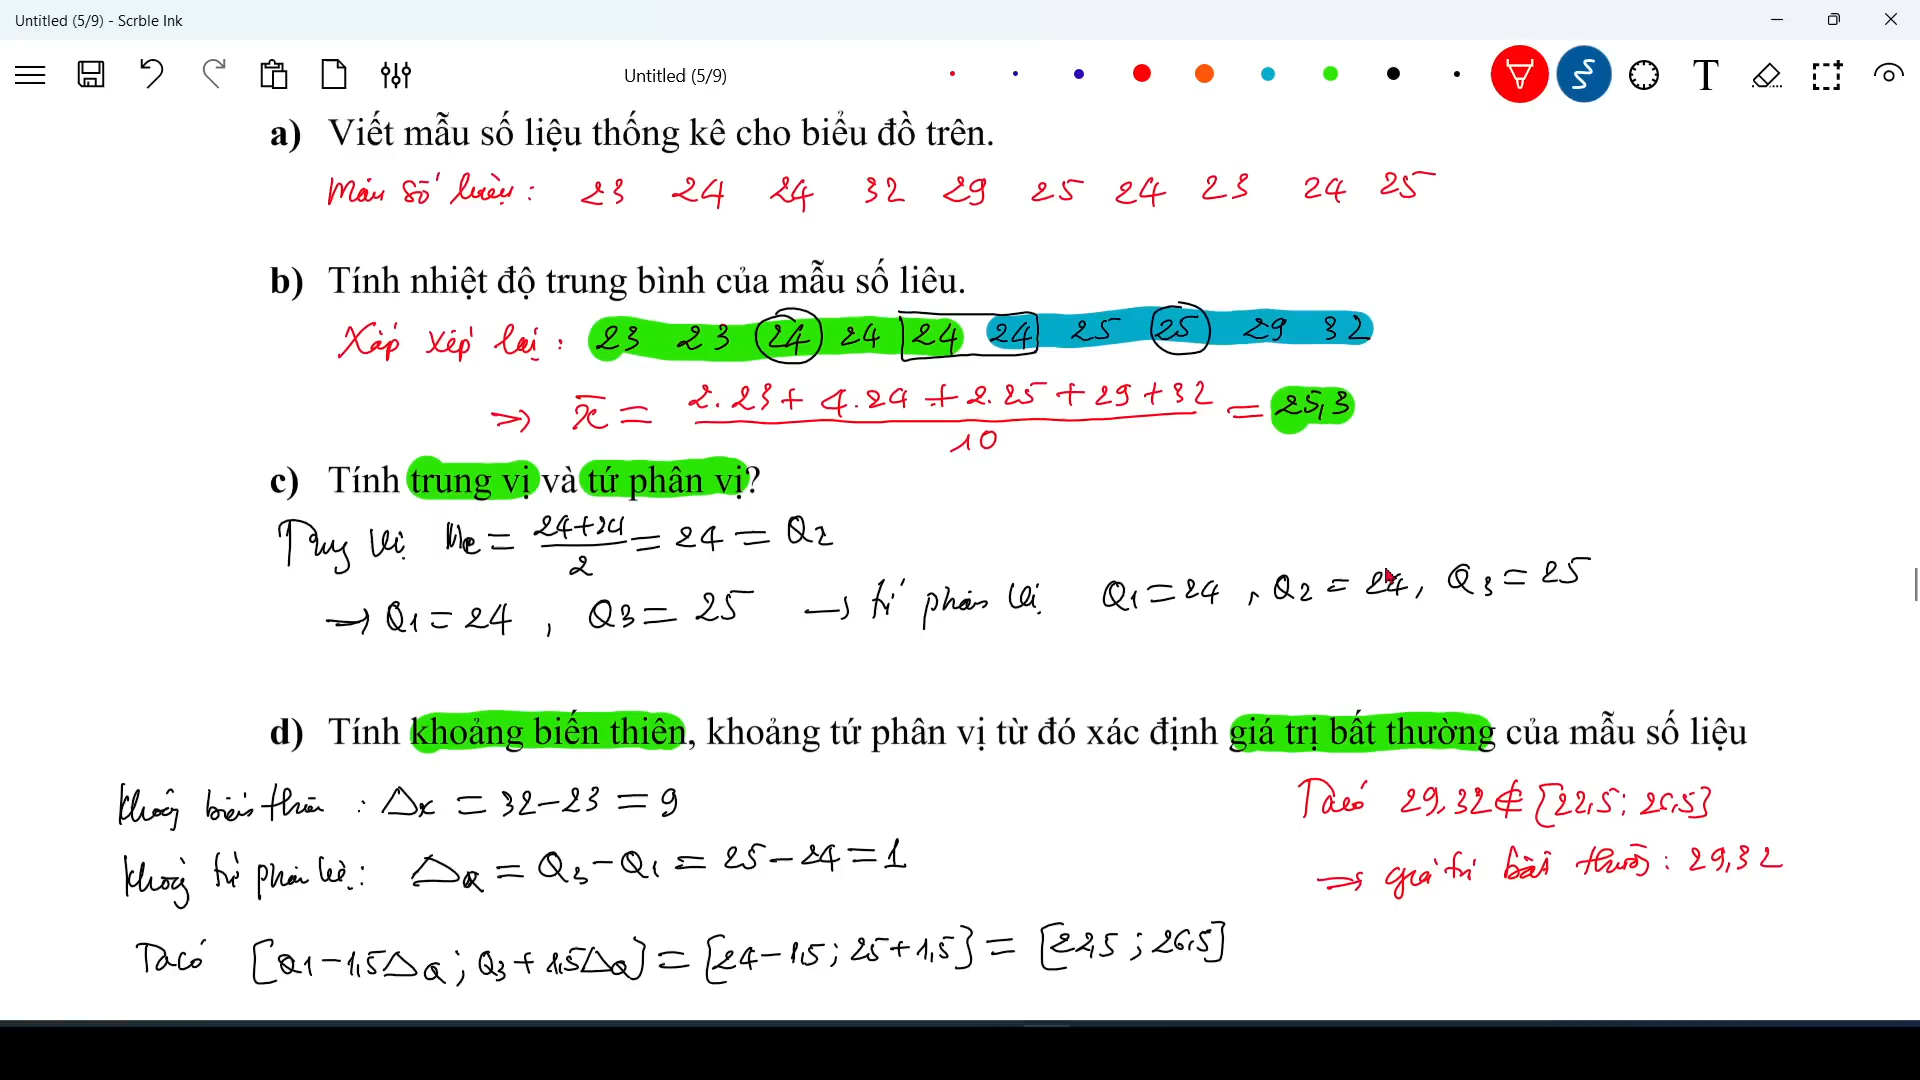 Untitled (5/9) - Scrble Ink
Untitled (5/9)
T
a) Viết mẫu số liệu thống kê cho biểu đồ trên.
Mẫu số liệu : 23 24 24 32 29 25 24 23 24 25
b) Tính nhiệt độ trung bình của mẫu số liêu.
Xắp xếp lại : 23 23 24 24 24 24 25 25 29 32
=> x̄ = (2.23 + 4.24 + 2.25 + 29 + 32)/10 = 25,3
c) Tính trung vị và tứ phân vị?
Trung vị Me = (24+24)/2 = 24 = Q2
→ Q1 = 24 , Q3 = 25 → tứ phân vị Q1 = 24 , Q2 = 24, Q3 = 25
d) Tính khoảng biến thiên, khoảng tứ phân vị từ đó xác định giá trị bất thường của mẫu số liệu
Khoảng biến thiên : Δx = 32 – 23 = 9
Ta có 29,32 ∉ [22,5 ; 26,5]
Khoảng tứ phân vị : ΔQ = Q3 – Q1 = 25 – 24 = 1
→ giá trị bất thường : 29,32
Ta có [Q1 – 1,5ΔQ ; Q3 + 1,5ΔQ] = [24 – 1,5 ; 25 + 1,5] = [22,5 ; 26,5]